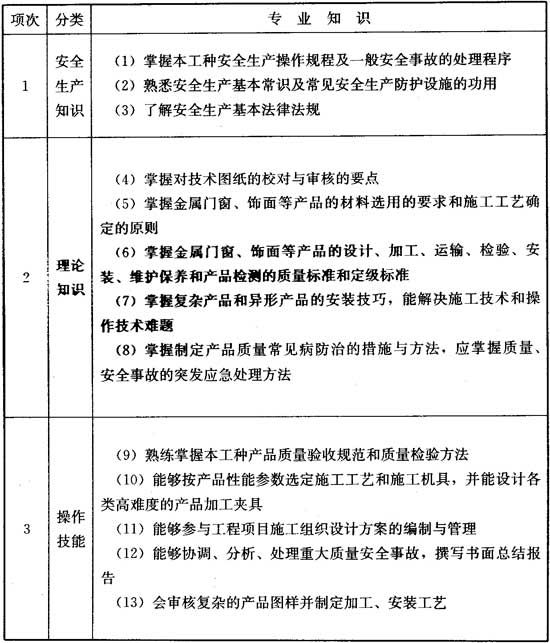 项次 分类 专业知识
1 安全生产知识
（1）掌握本工种安全生产操作规程及一般安全事故的处理程序
（2）熟悉安全生产基本常识及常见安全生产防护设施的功用
（3）了解安全生产基本法律法规
2 理论知识
（4）掌握对技术图纸的校对与审核的要点
（5）掌握金属门窗、饰面等产品的材料选用的要求和施工工艺确
定的原则
（6）掌握金属门窗、饰面等产品的设计、加工、运输、检验、安
装、维护保养和产品检测的质量标准和定级标准
（7）掌握复杂产品和异形产品的安装技巧，能解决施工技术和操
作技术难题
（8）掌握制定产品质量常见病防治的措施与方法，应掌握质量、
安全事故的突发应急处理方法
3 操作技能
（9）熟练掌握本工种产品质量验收规范和质量检验方法
（10）能够按产品性能参数选定施工工艺和施工机具，并能设计各
类高难度的产品加工夹具
（11）能够参与工程项目施工组织设计方案的编制与管理
（12）能够协调、分析、处理重大质量安全事故，撰写书面总结报
告
（13）会审核复杂的产品图样并制定加工、安装工艺